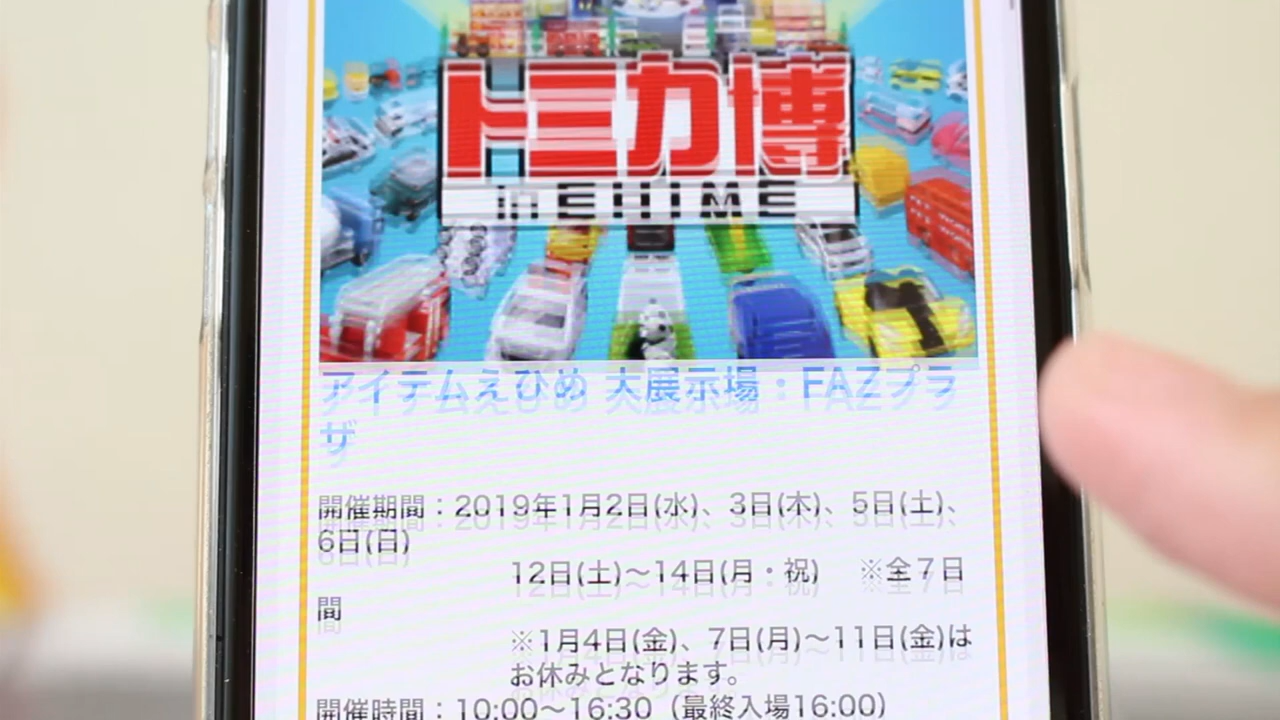 トミカ博
in EHIME
アイテムえひめ 大展示場・FAZプラ
ザ
開催期間：2019年1月2日(水)、3日(木)、5日(土)、
6日(日)
12日(土)～14日(月・祝) ※全７日
間
※1月4日(金)、7日(月)～11日(金)は
お休みとなります。
開催時間：10:00～16:30（最終入場16:00）